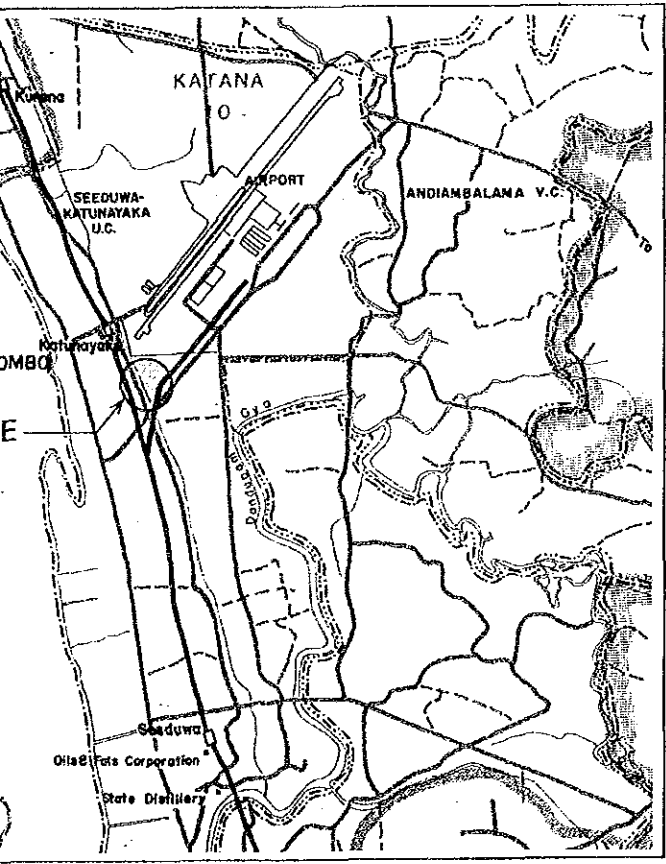 KATANA
O
Kurana
AIRPORT
ANDIAMBALAMA V.C.
SEEDUWA-
KATUNAYAKA
U.C.
To
Katunayaka
OMBO
E
Oya
Dandugam
Seeduwa
Oils & Fats Corporation
State Distillery